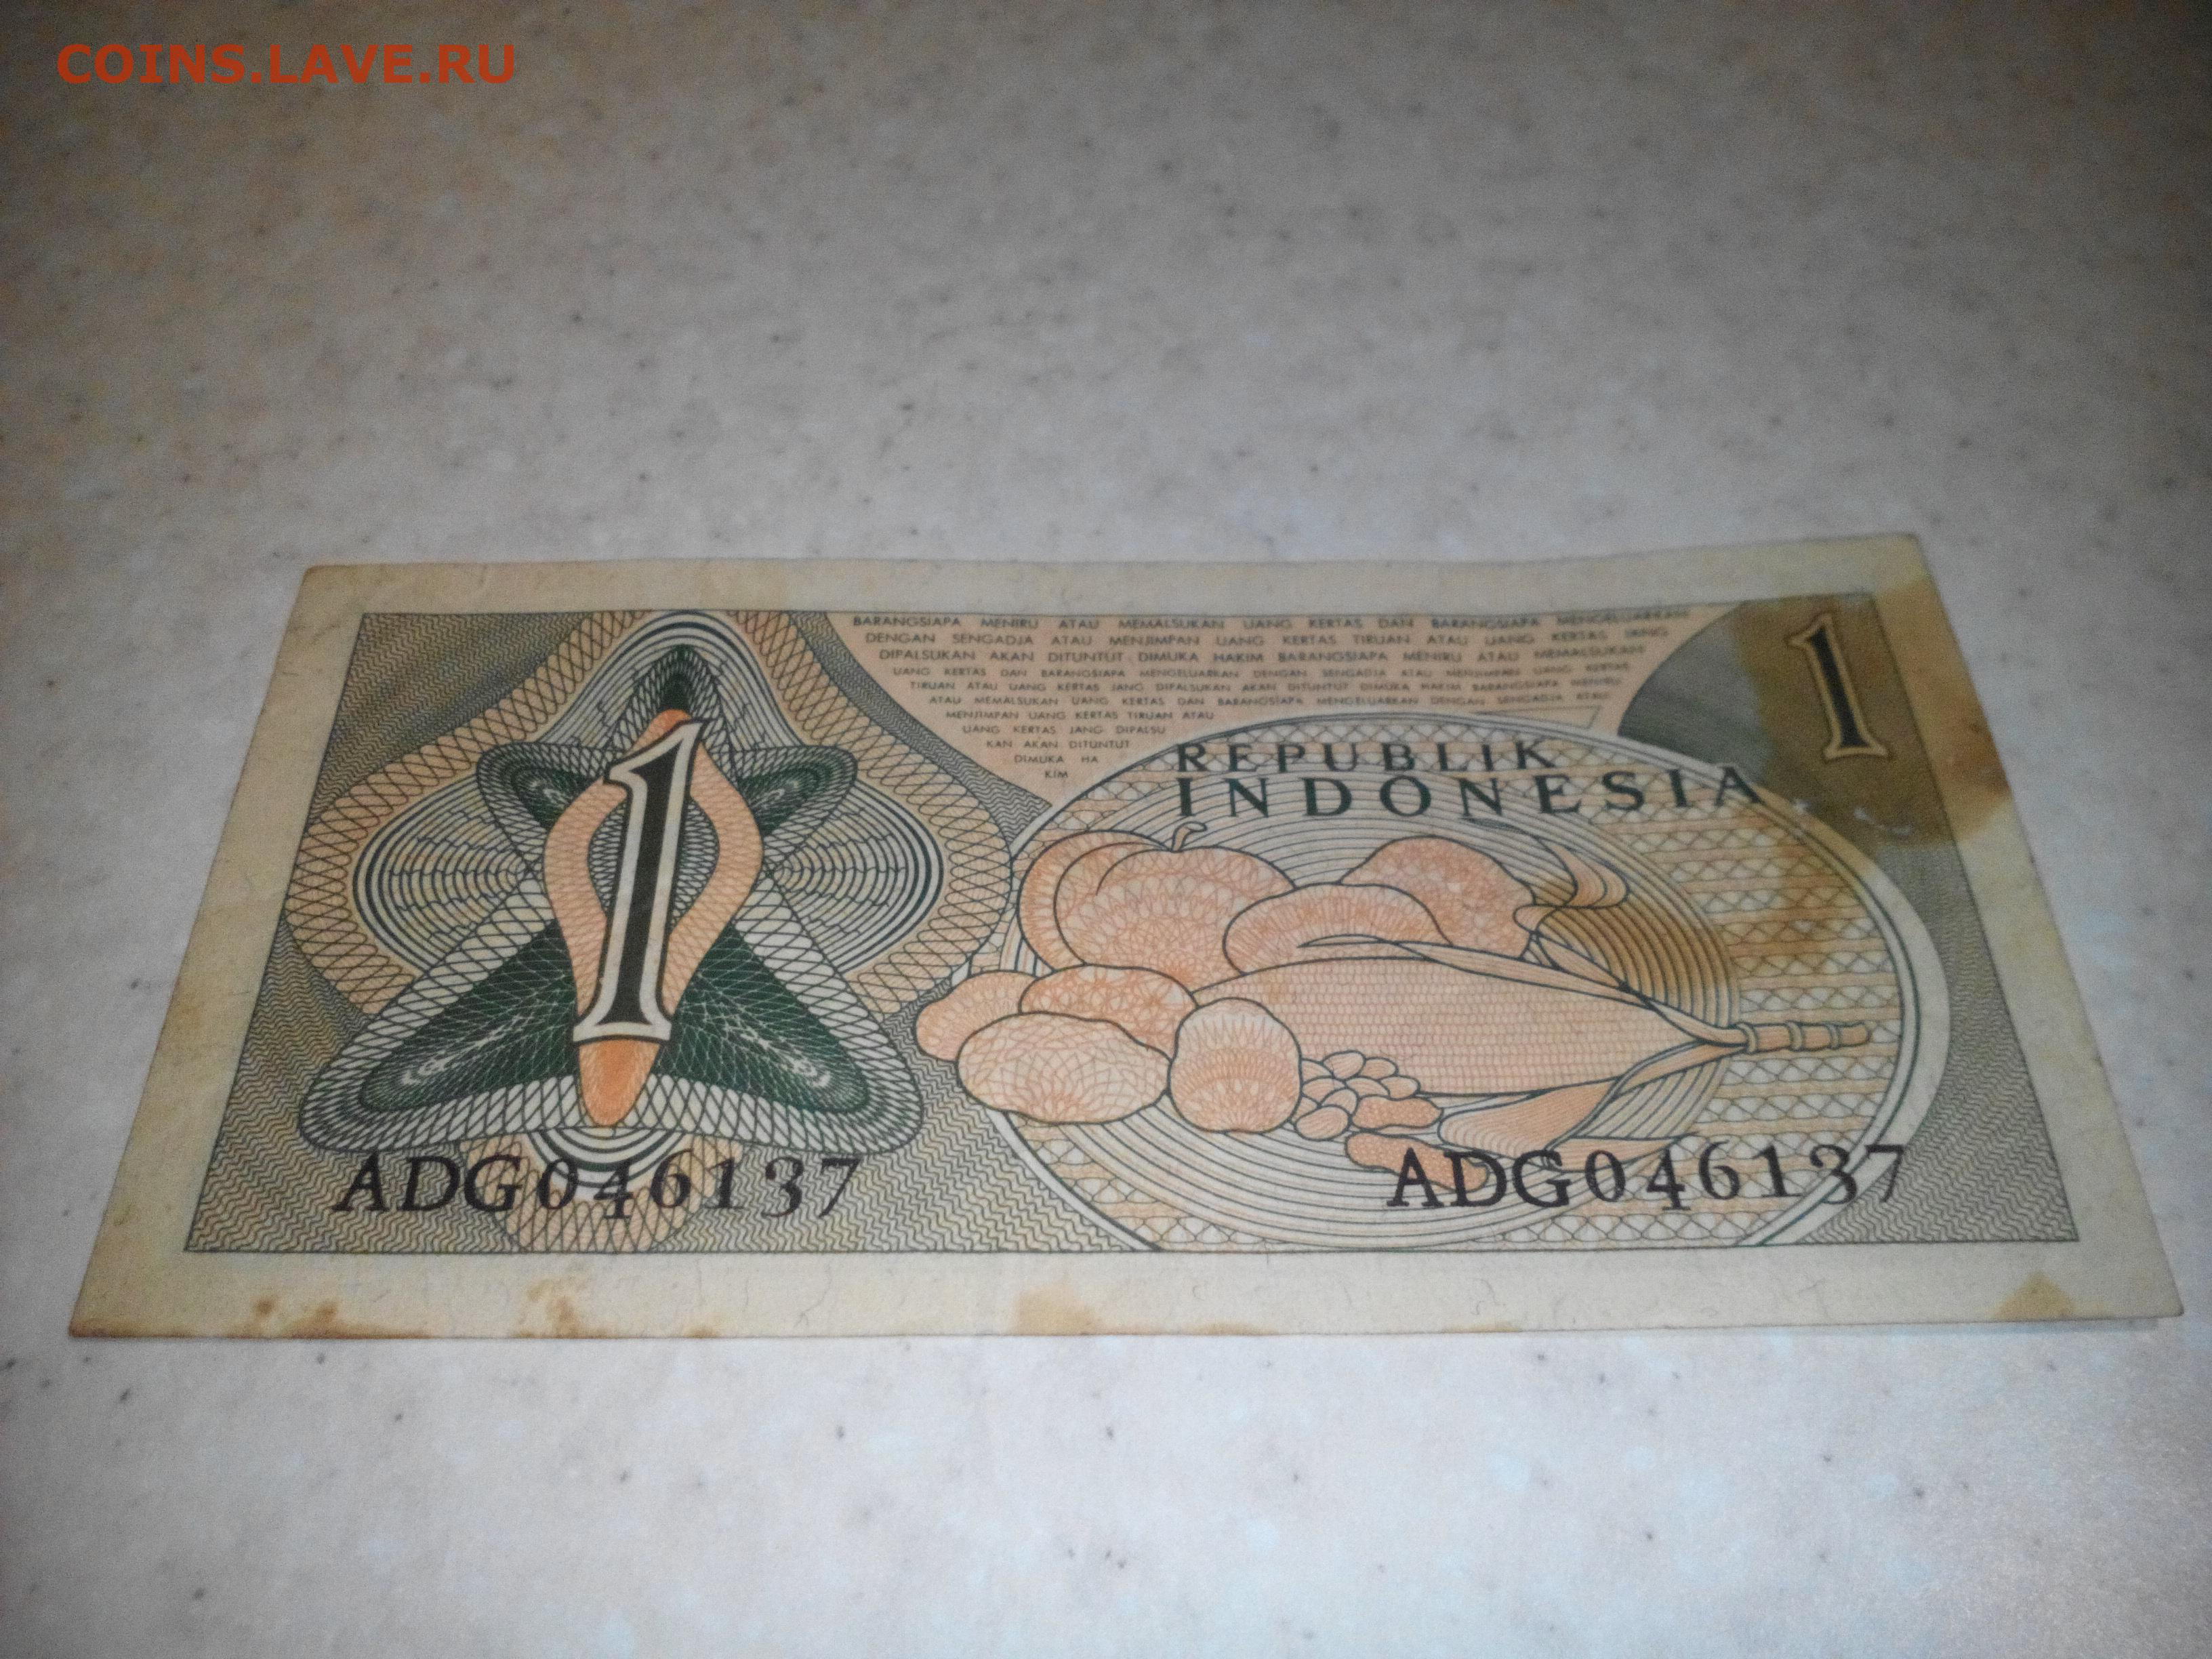 COINS.LAVE.RU
BARANGSIAPA MENIRU ATAU MEMALSUKAN UANG KERTAS DAN BARANGSIAPA MENGELUARKAN
DENGAN SENGADJA ATAU MENJIMPAN UANG KERTAS TIRUAN ATAU UANG KERTAS JANG
DIPALSUKAN AKAN DITUNTUT DIMUKA HAKIM BARANGSIAPA MENIRU ATAU MEMALSUKAN
UANG KERTAS DAN BARANGSIAPA MENGELUARKAN DENGAN SENGADJA ATAU MENJIMPAN UANG KERTAS
TIRUAN ATAU UANG KERTAS JANG DIPALSUKAN AKAN DITUNTUT DIMUKA HAKIM BARANGSIAPA MENIRU
ATAU MEMALSUKAN UANG KERTAS DAN BARANGSIAPA MENGELUARKAN DENGAN SENGADJA ATAU
MENJIMPAN UANG KERTAS TIRUAN ATAU
UANG KERTAS JANG DIPALSU
KAN AKAN DITUNTUT
DIMUKA HA
KIM
1
1
REPUBLIK
INDONESIA
ADG046137
ADG046137